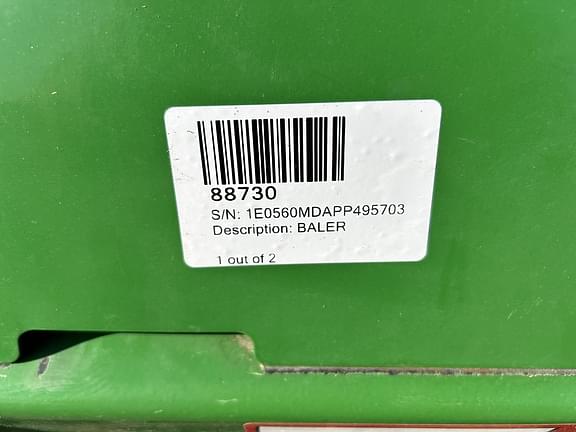 88730
S/N: 1E0560MDAPP495703
Description: BALER
1 out of 2